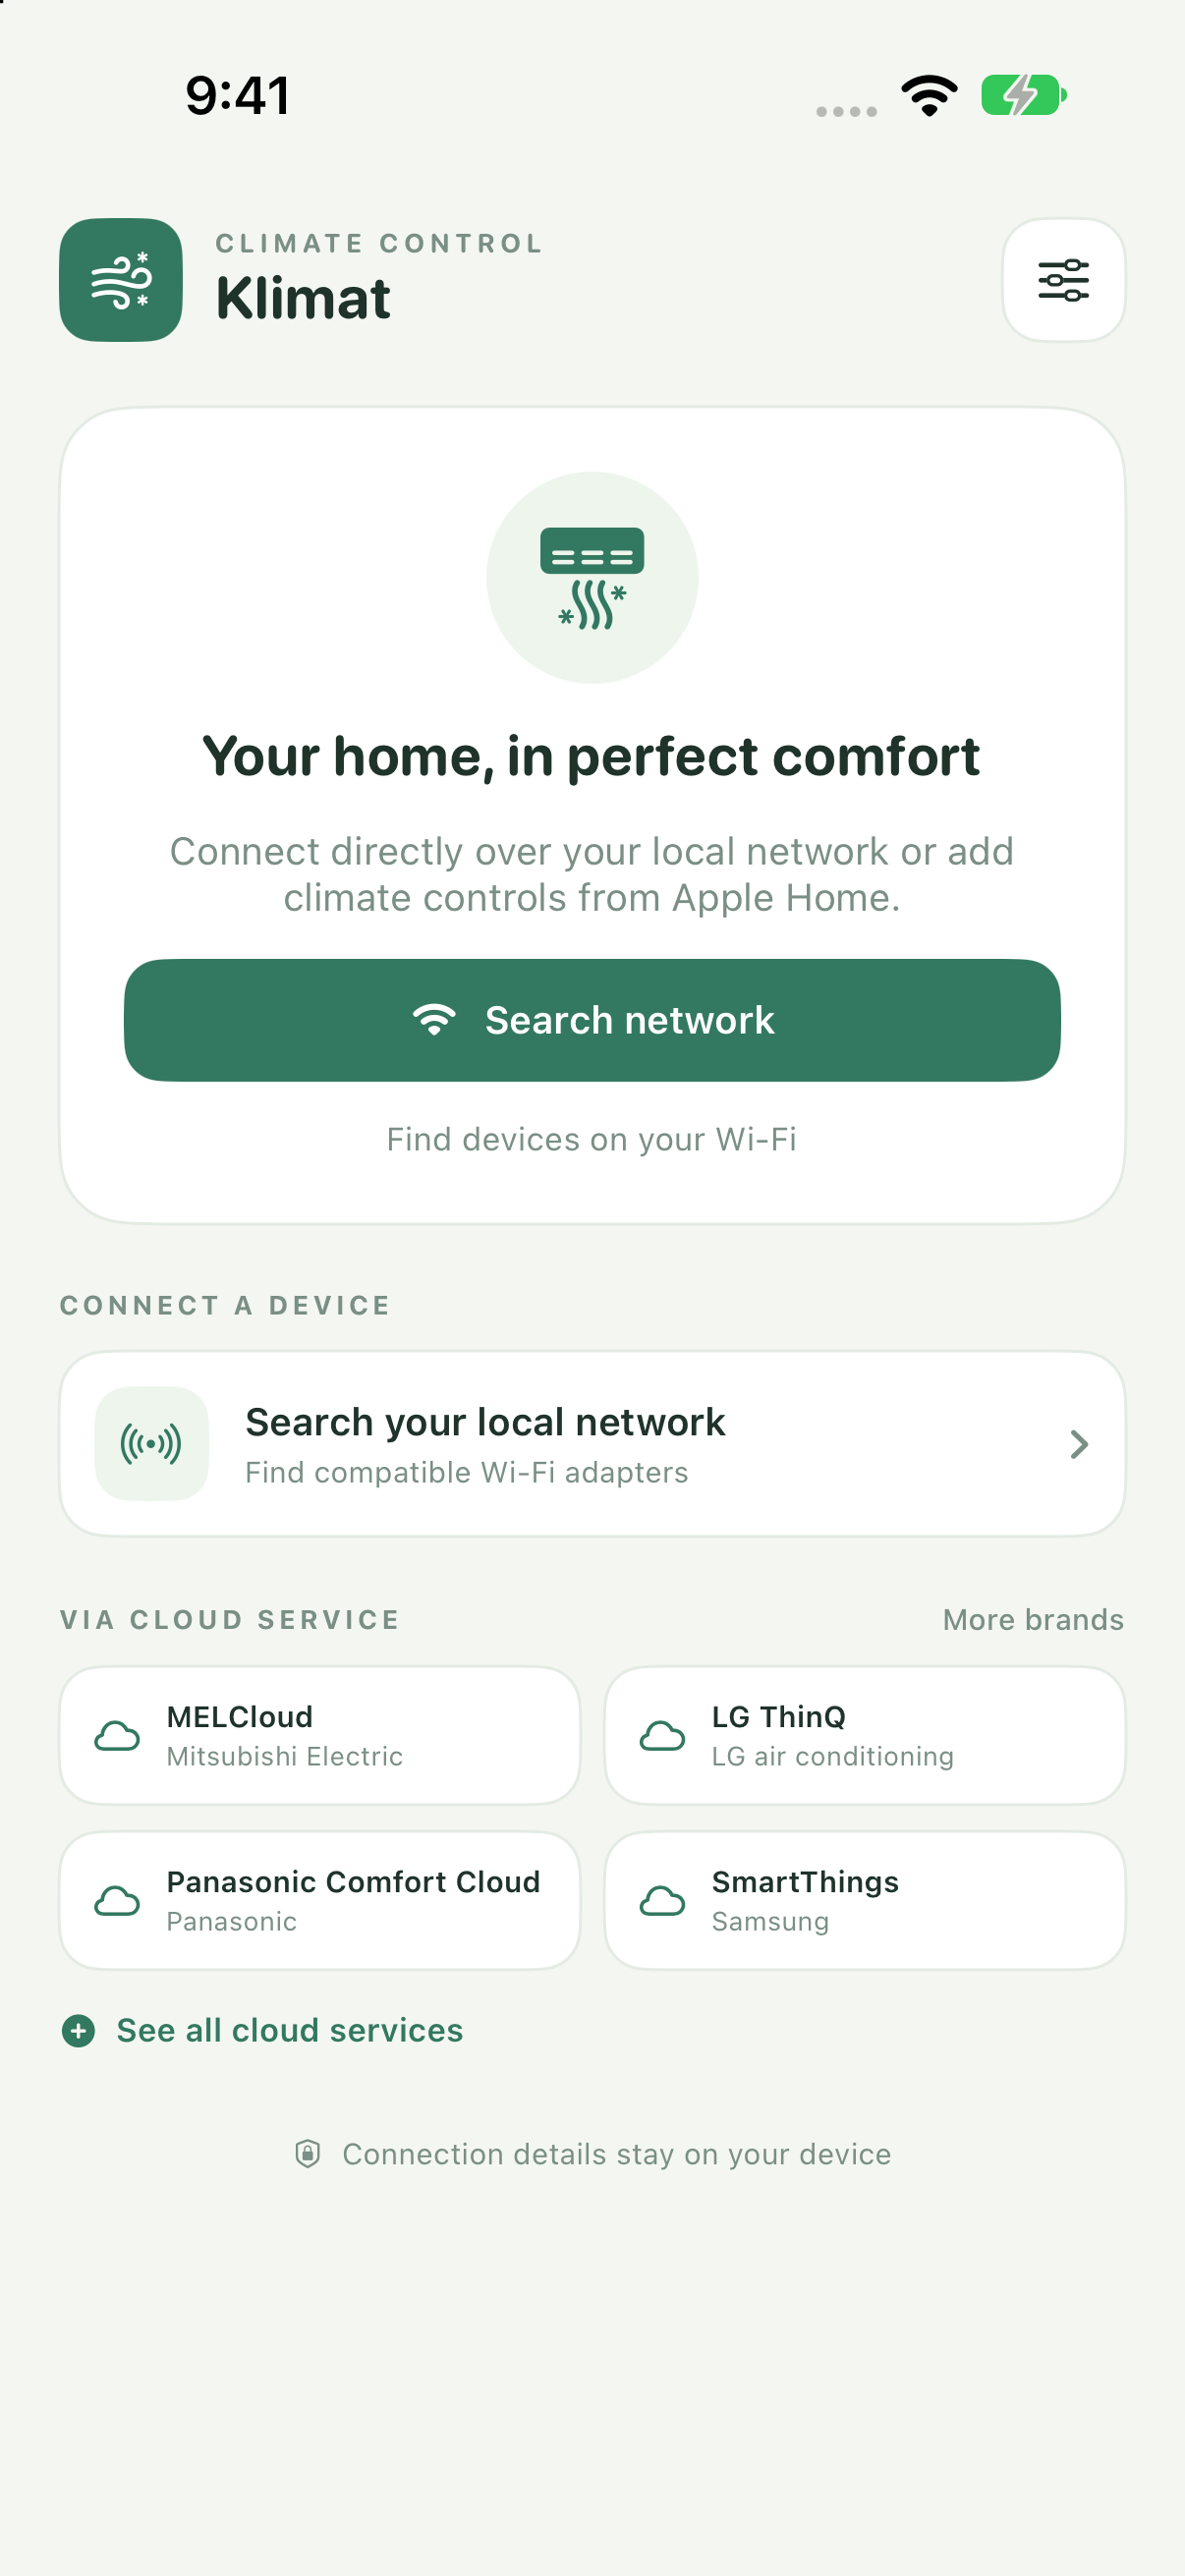 9:41
CLIMATE CONTROL
Klimat
Your home, in perfect comfort
Connect directly over your local network or add
climate controls from Apple Home.
Search network
Find devices on your Wi-Fi
CONNECT A DEVICE
Search your local network
Find compatible Wi-Fi adapters
VIA CLOUD SERVICE
More brands
MELCloud
Mitsubishi Electric
LG ThinQ
LG air conditioning
Panasonic Comfort Cloud
Panasonic
SmartThings
Samsung
See all cloud services
Connection details stay on your device